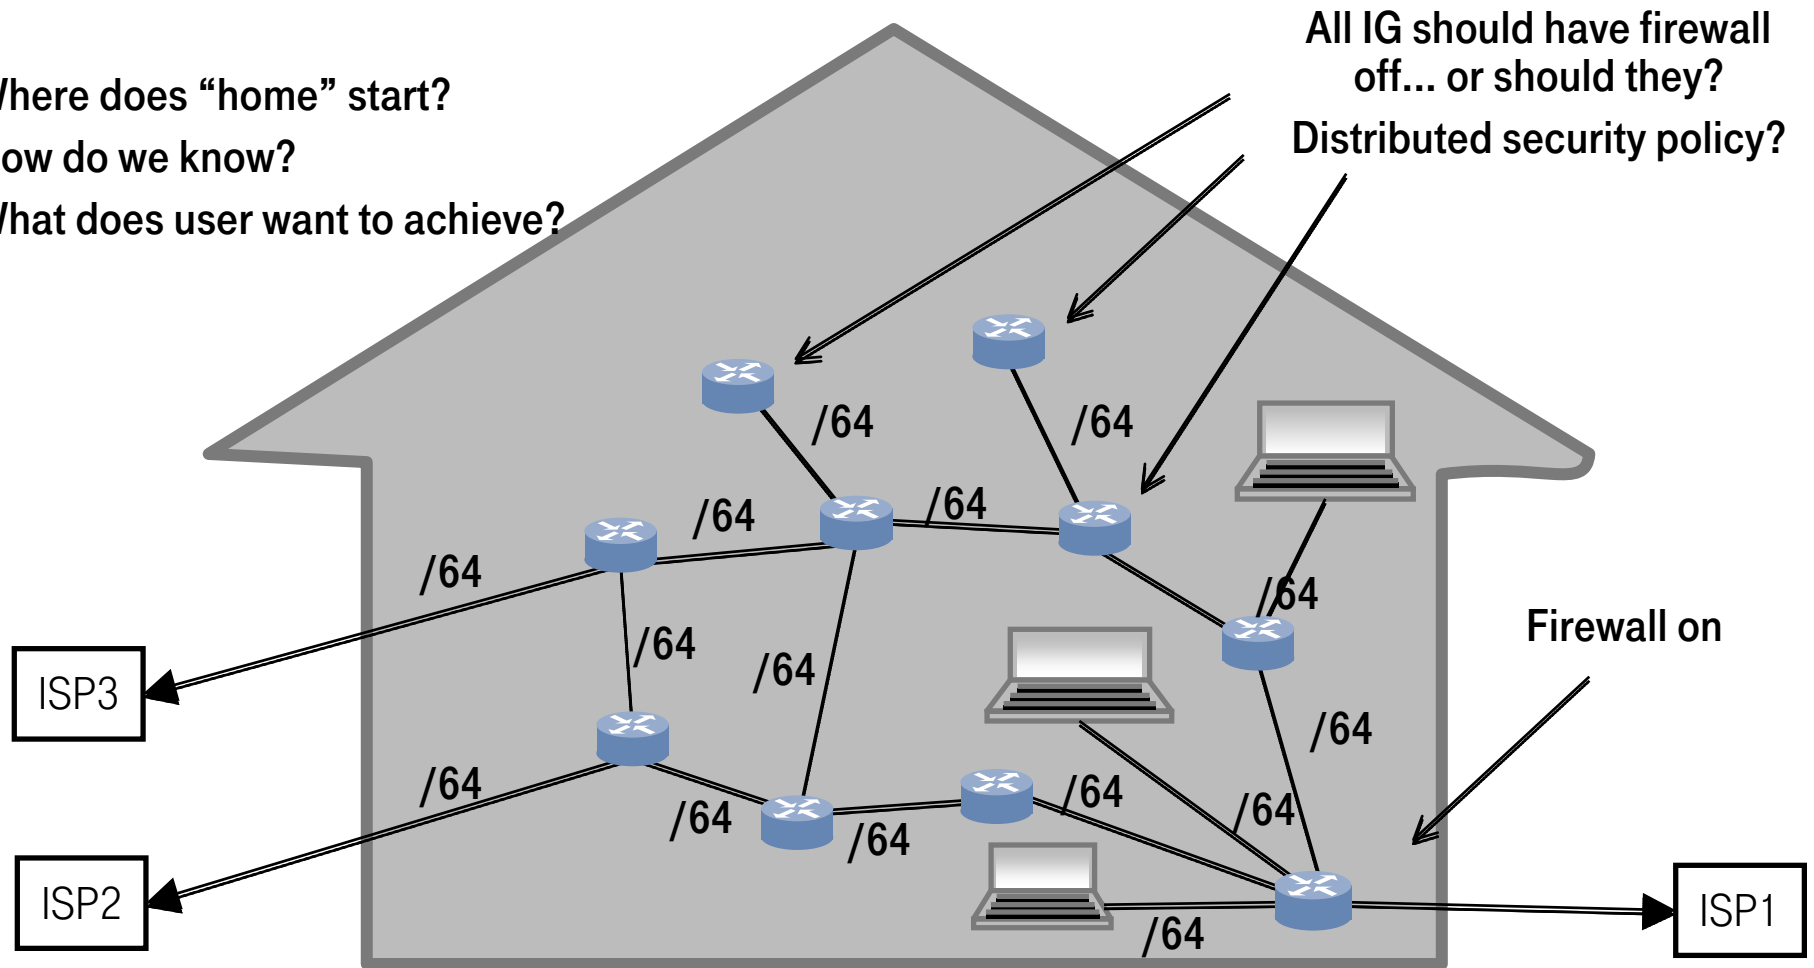 All IG should have firewall
off... or should they?
Distributed security policy?
here does “home” start?
ow do we know?
hat does user want to achieve?
/64
/64
/64
/64
/64
/64
/64
/64
Firewall on
ISP3
/64
/64
/64
/64
/64
/64
/64
ISP2
ISP1
/64